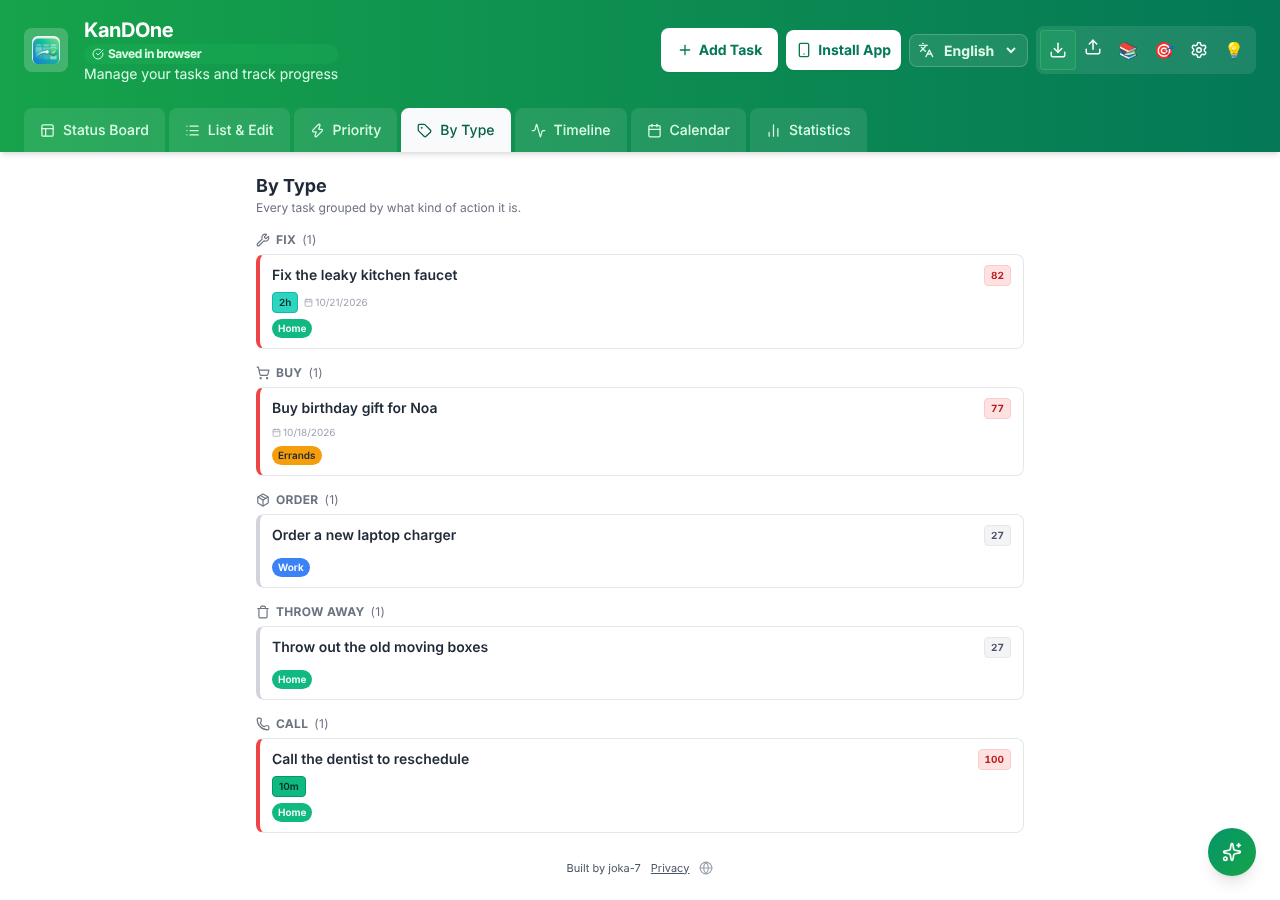 KanDOne
Saved in browser
Manage your tasks and track progress
Add Task
Install App
English
Status Board
List & Edit
Priority
By Type
Timeline
Calendar
Statistics
By Type
Every task grouped by what kind of action it is.
FIX (1)
Fix the leaky kitchen faucet
82
2h
10/21/2026
Home
BUY (1)
Buy birthday gift for Noa
77
10/18/2026
Errands
ORDER (1)
Order a new laptop charger
27
Work
THROW AWAY (1)
Throw out the old moving boxes
27
Home
CALL (1)
Call the dentist to reschedule
100
10m
Home
Built by joka-7 Privacy